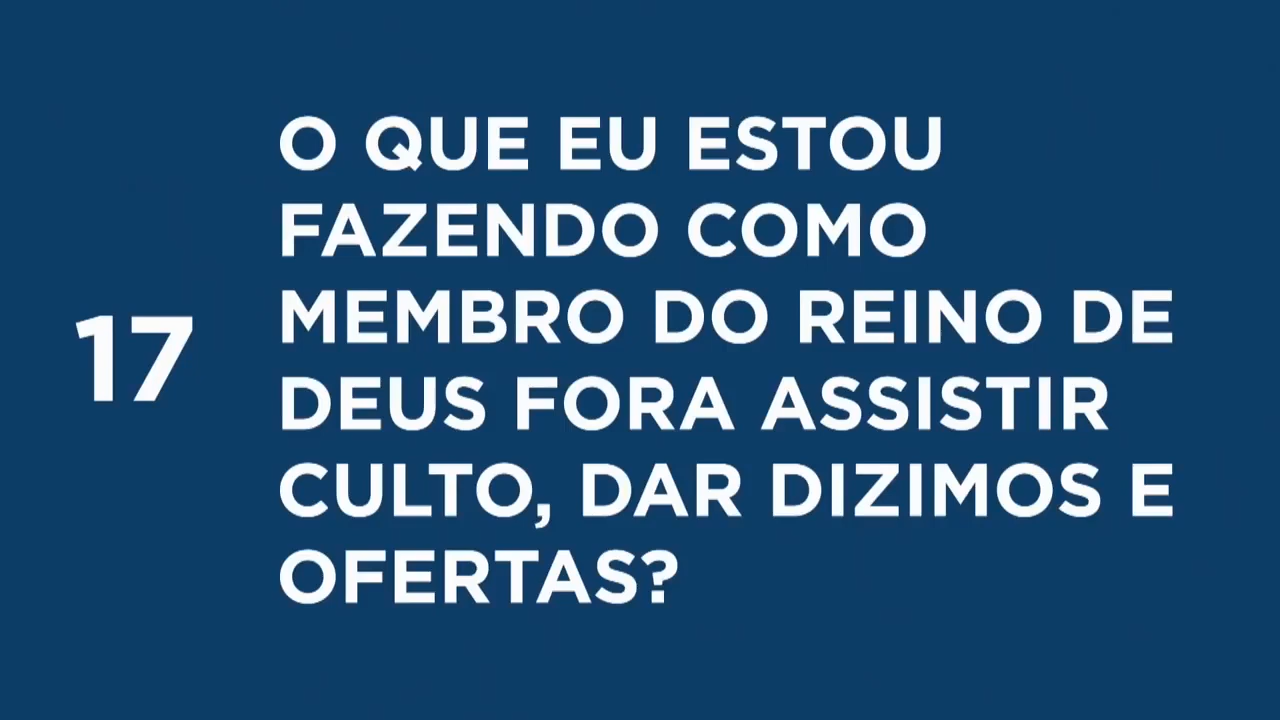 O QUE EU ESTOU
FAZENDO COMO
MEMBRO DO REINO DE
17
DEUS FORA ASSISTIR
CULTO, DAR DIZIMOS E
OFERTAS?